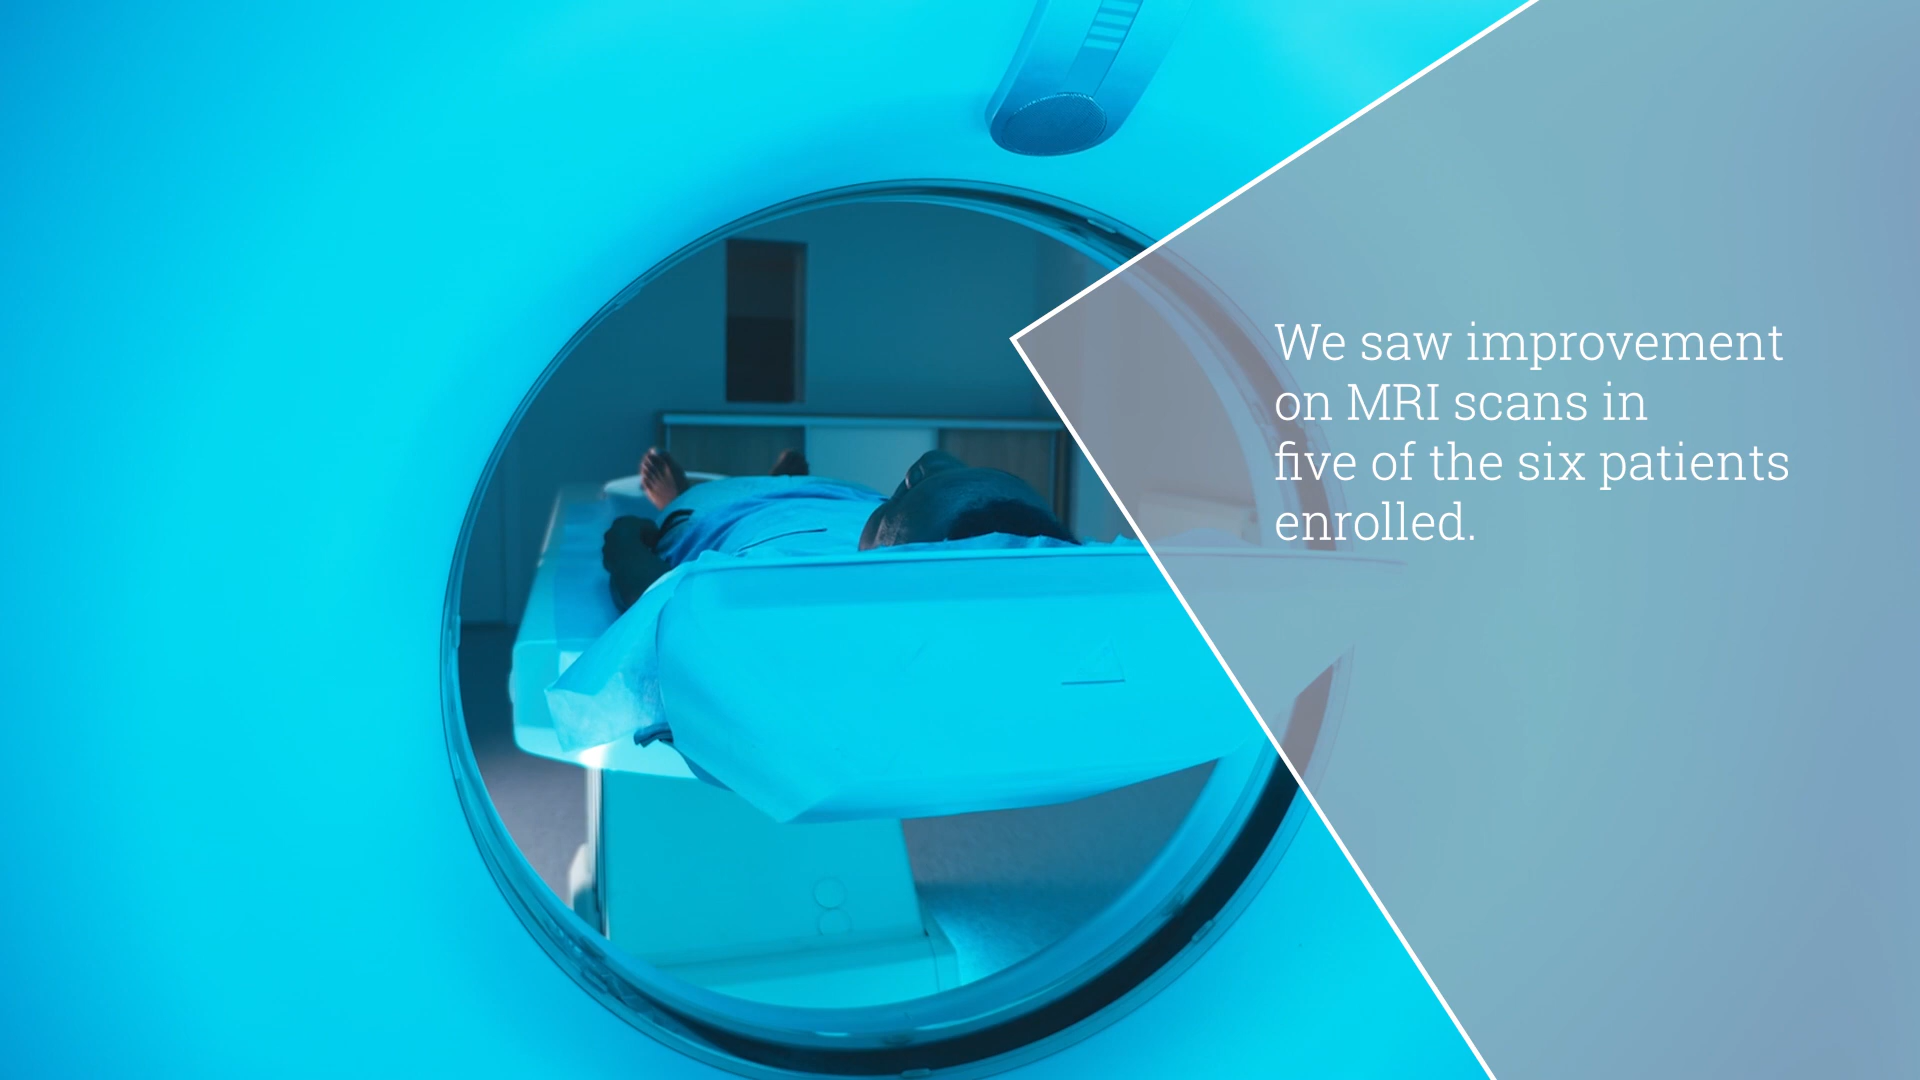 We saw improvement
on MRI scans in
five of the six patients
enrolled.